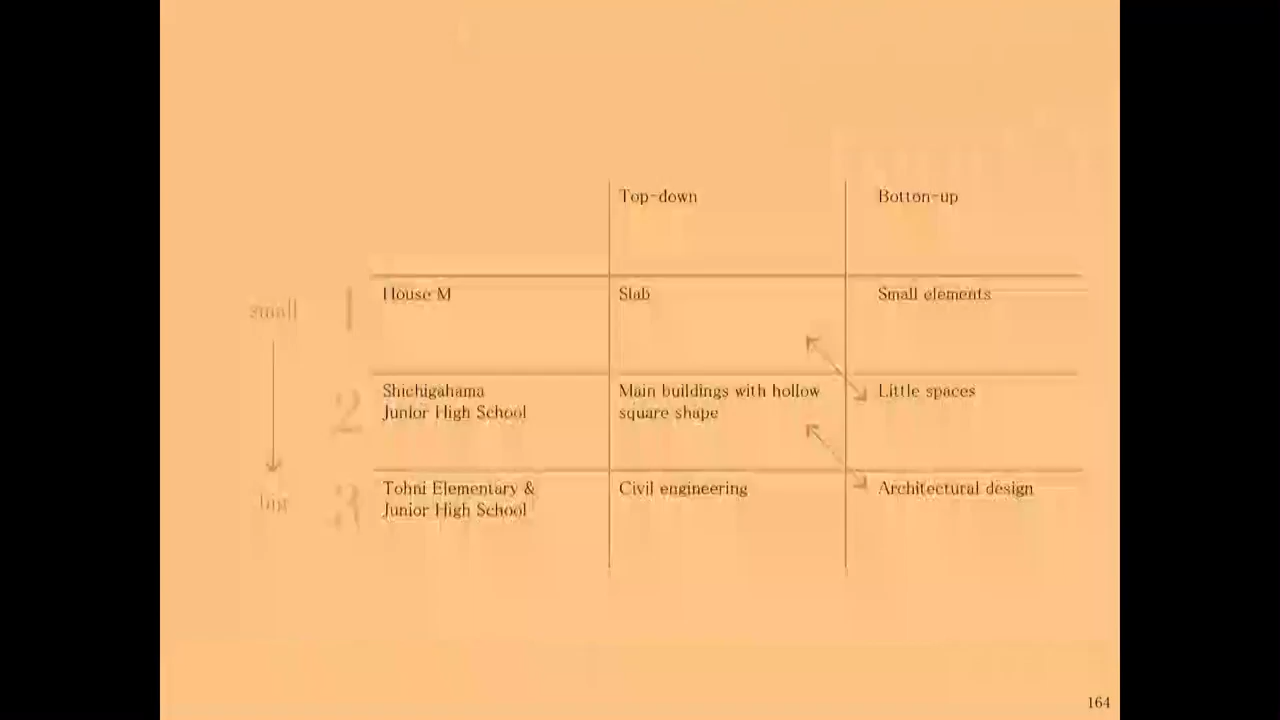 Top-down Botton-up
small 1 House M Slab Small elements
2 Shichigahama Main buildings with hollow Little spaces
Junior High School square shape
big 3 Tohni Elementary & Civil engineering Architectural design
Junior High School
164